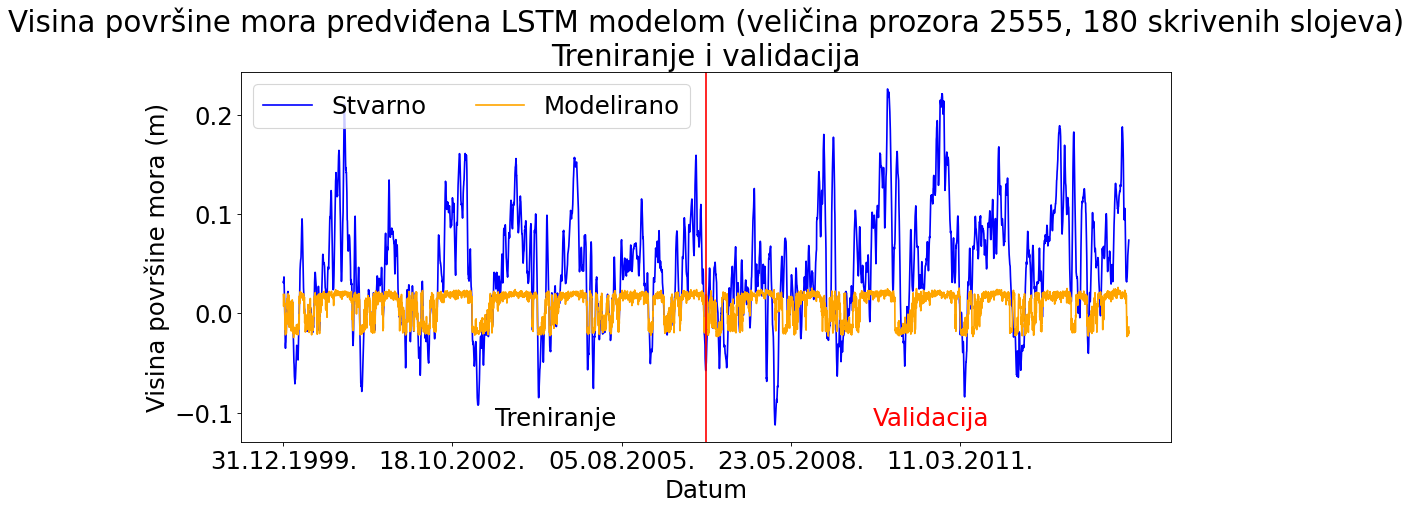 Visina površine mora predviđena LSTM modelom (veličina prozora 2555, 180 skrivenih slojeva)
Treniranje i validacija
Stvarno
Modelirano
Visina površine mora (m)
0.2
0.1
0.0
−0.1
Treniranje
Validacija
31.12.1999.
18.10.2002.
05.08.2005.
23.05.2008.
11.03.2011.
Datum